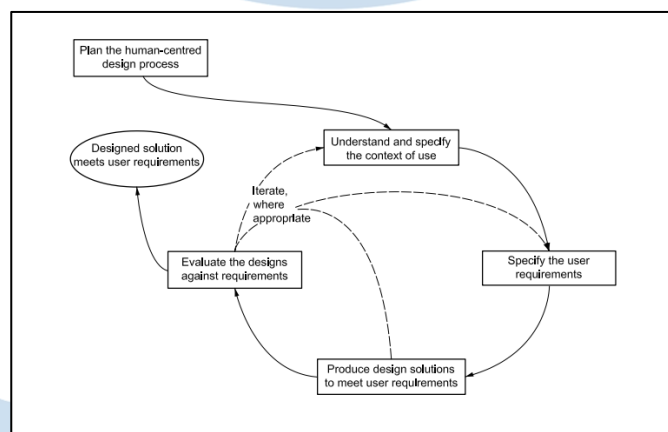 Plan the human-centred
design process
Designed solution
meets user requirements
Understand and specify
the context of use
Iterate,
where
appropriate
Evaluate the designs
against requirements
Specify the user
requirements
Produce design solutions
to meet user requirements